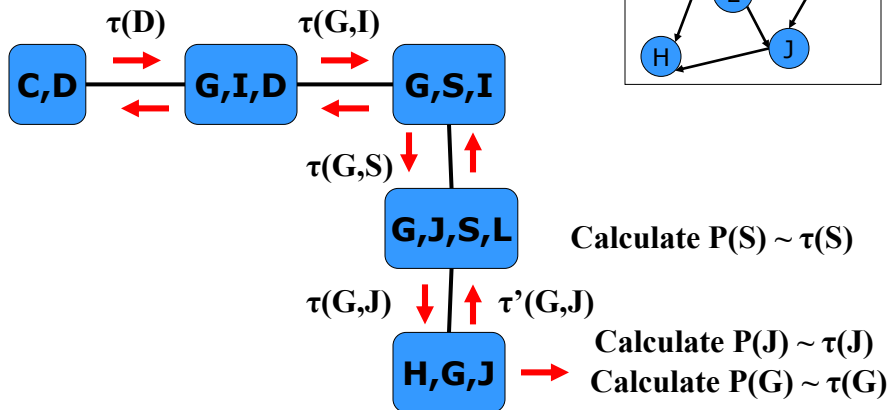 τ(D)
τ(G,I)
C,D
G,I,D
G,S,I
H
J
τ(G,S)
G,J,S,L
Calculate P(S) ~ τ(S)
τ(G,J)
τ’(G,J)
H,G,J
Calculate P(J) ~ τ(J)
Calculate P(G) ~ τ(G)